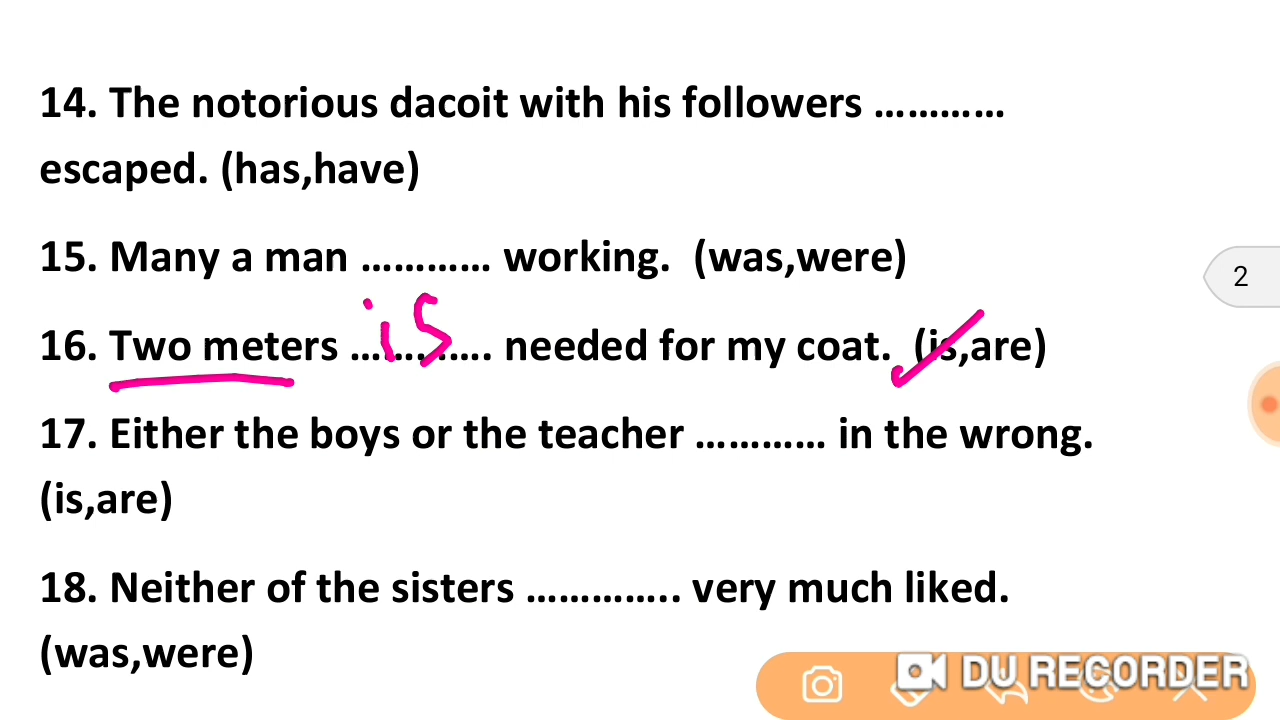 14. The notorious dacoit with his followers …………
escaped. (has,have)
15. Many a man ………… working.  (was,were)
16. Two meters …is……. needed for my coat.  (is,are)
17. Either the boys or the teacher ………… in the wrong.
(is,are)
18. Neither of the sisters ………….. very much liked.
(was,were)
2
DU RECORDER